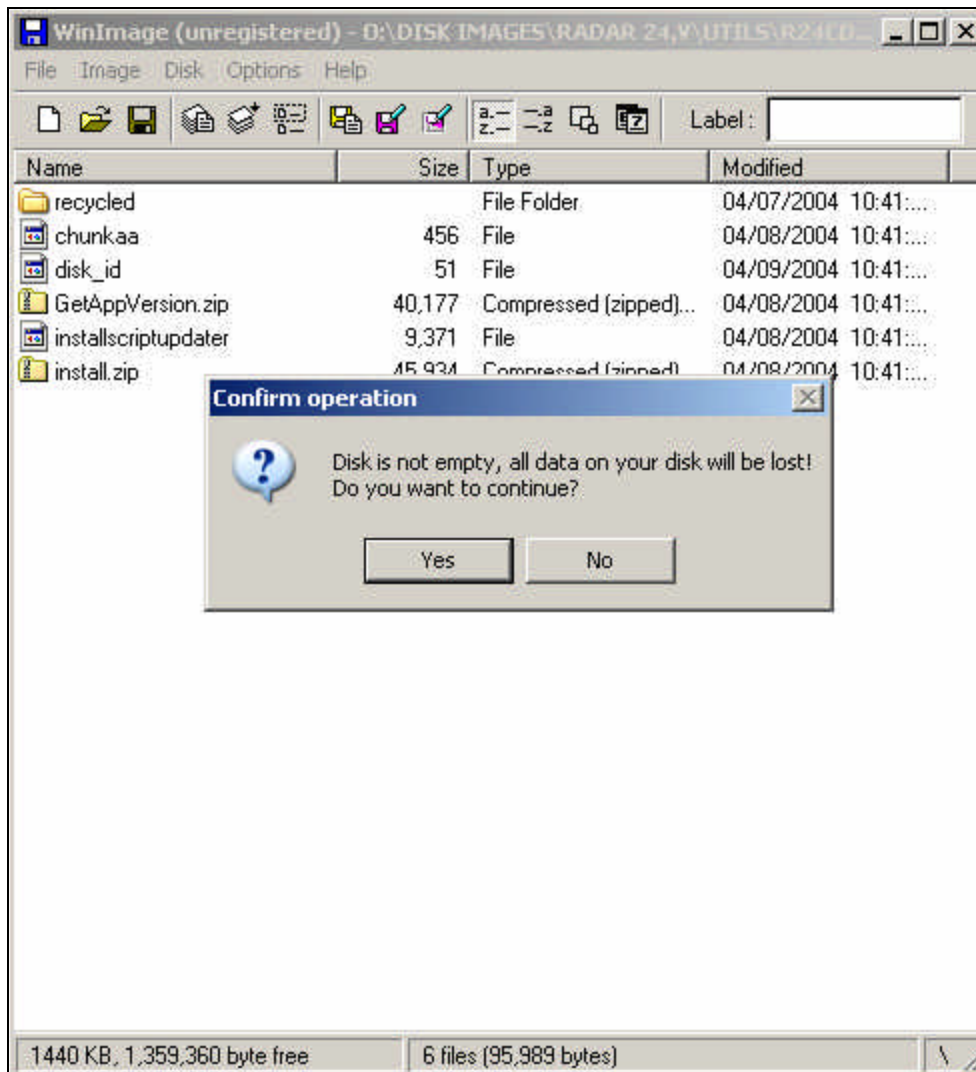 WinImage (unregistered) - O:\DISK IMAGES\RADAR 24,V\UTILS\R24CD...
File Image Disk Options Help
Label :
Name Size Type Modified
recycled File Folder 04/07/2004 10:41:...
chunkaa 456 File 04/08/2004 10:41:...
disk_id 51 File 04/09/2004 10:41:...
GetAppVersion.zip 40,177 Compressed (zipped)... 04/08/2004 10:41:...
installscriptupdater 9,371 File 04/08/2004 10:41:...
install.zip 45,934 Compressed (zipped) 04/08/2004 10:41:...
Confirm operation
Disk is not empty, all data on your disk will be lost!
Do you want to continue?
Yes No
1440 KB, 1,359,360 byte free 6 files (95,989 bytes) \